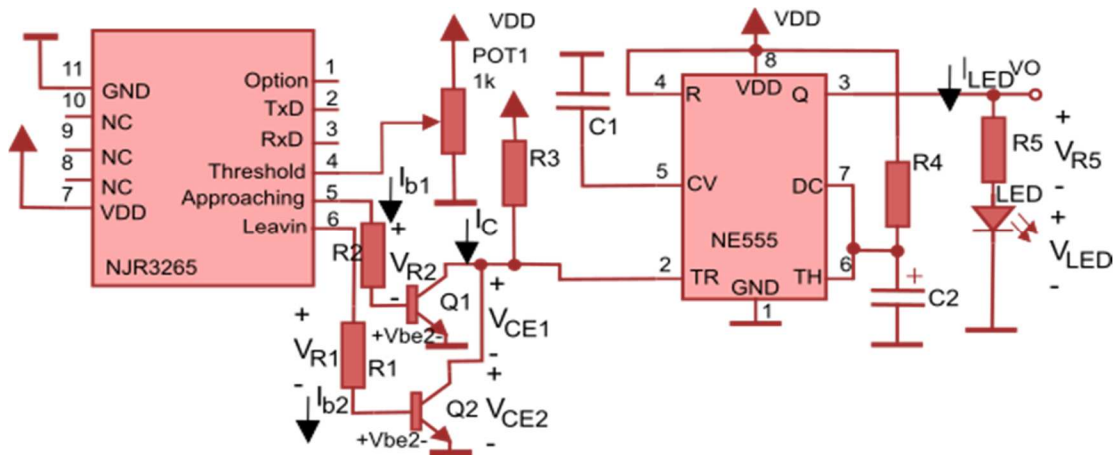 11
GND
10
NC
9
NC
8
NC
7
VDD
Option
1
TxD
2
RxD
3
Threshold
4
Approaching
5
Leavin
6
NJR3265
VDD
POT1
1k
R3
Ib1
IC
R2
+
VR2
-
Q1
+Vbe2-
+
VCE1
-
+
VR1
-
R1
Ib2
Q2
+Vbe2-
+
VCE2
-
VDD
8
4
R
VDD
Q
3
C1
5
CV
DC
7
NE555
2
TR
TH
6
GND
1
R4
+
C2
ILED
VO
R5
+
VR5
-
LED
+
VLED
-